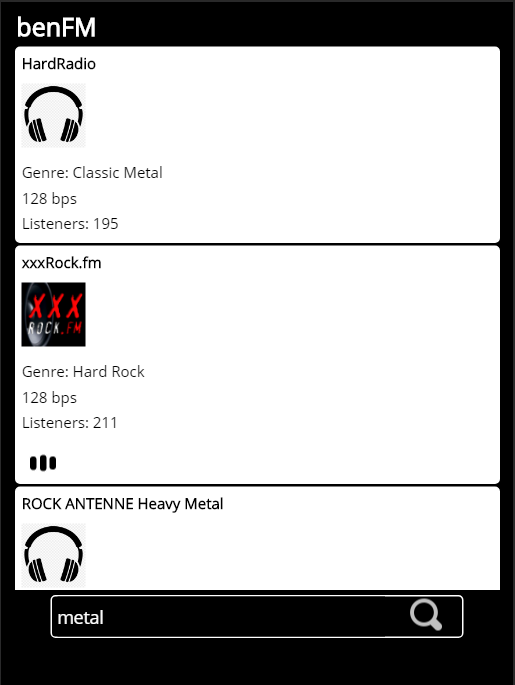 benFM
HardRadio
Genre: Classic Metal
128 bps
Listeners: 195
xxxRock.fm
XXX
ROCK.FM
Genre: Hard Rock
128 bps
Listeners: 211
ROCK ANTENNE Heavy Metal
metal